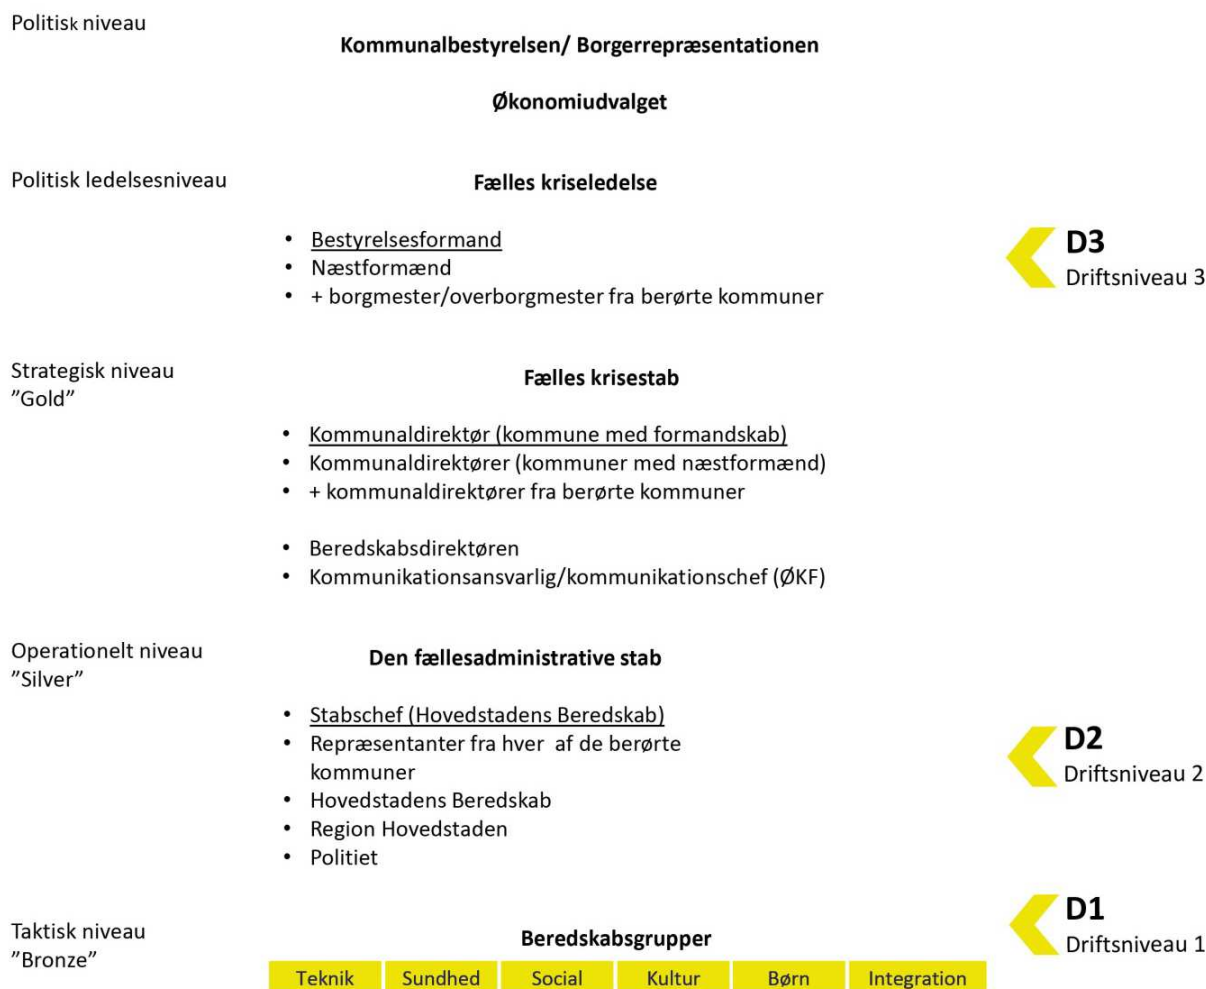 Politisk niveau
Kommunalbestyrelsen/ Borgerrepræsentationen
Økonomiudvalget
Politisk ledelsesniveau
Fælles kriseledelse
• Bestyrelsesformand
• Næstformænd
• + borgmester/overborgmester fra berørte kommuner
D3
Driftsniveau 3
Strategisk niveau
”Gold”
Fælles krisestab
• Kommunaldirektør (kommune med formandskab)
• Kommunaldirektører (kommuner med næstformænd)
• + kommunaldirektører fra berørte kommuner
• Beredskabsdirektøren
• Kommunikationsansvarlig/kommunikationschef (ØKF)
Operationelt niveau
”Silver”
Den fællesadministrative stab
• Stabschef (Hovedstadens Beredskab)
• Repræsentanter fra hver af de berørte
kommuner
• Hovedstadens Beredskab
• Region Hovedstaden
• Politiet
D2
Driftsniveau 2
Taktisk niveau
”Bronze”
Beredskabsgrupper
D1
Driftsniveau 1
Teknik Sundhed Social Kultur Børn Integration